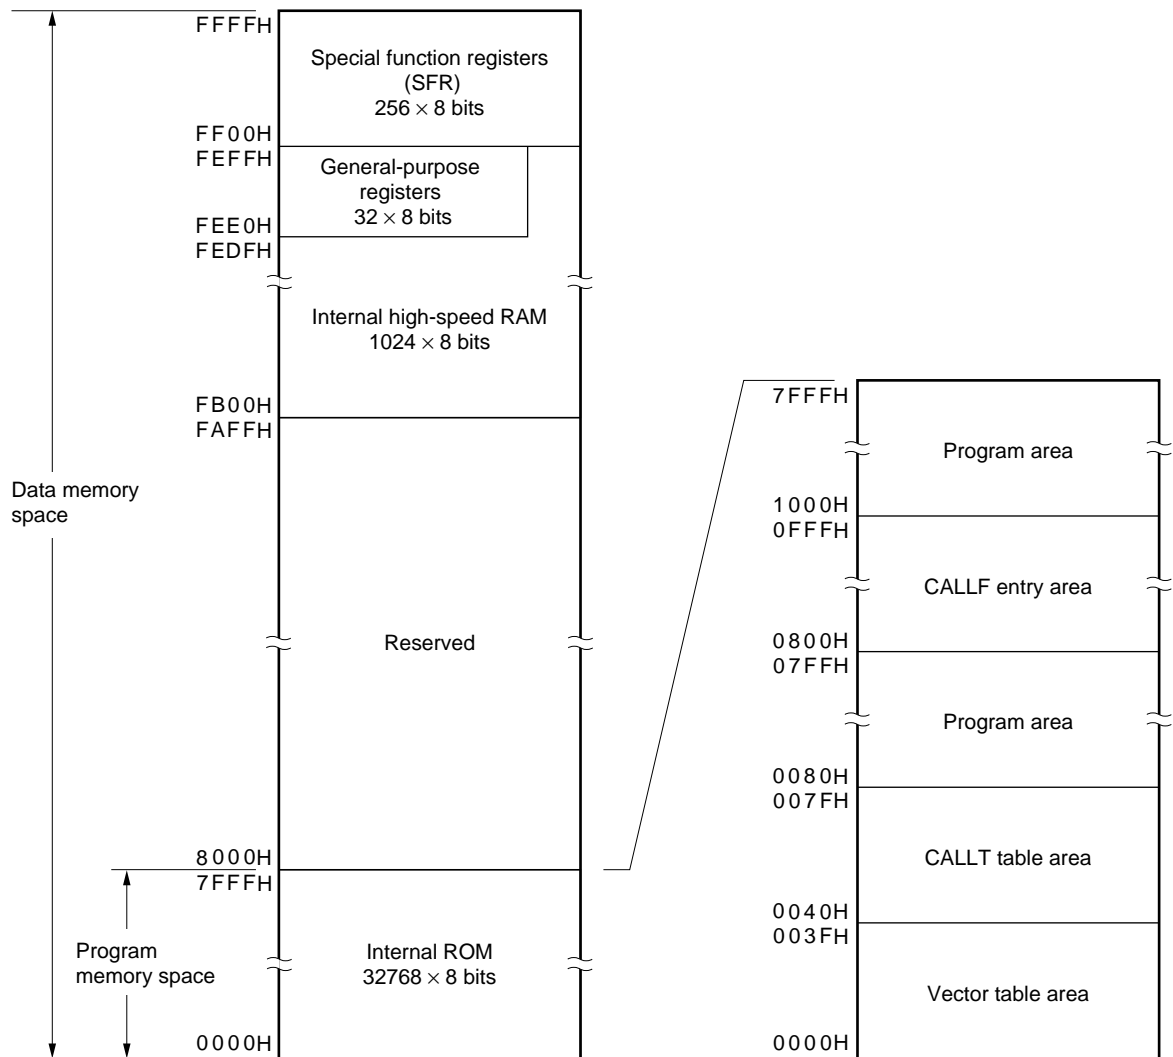 FFFFH
Special function registers
(SFR)
256 × 8 bits
FF00H
FEFFH
General-purpose
registers
32 × 8 bits
FEE0H
FEDFH
Internal high-speed RAM
1024 × 8 bits
FB00H
FAFFH
Data memory
space
Reserved
8000H
7FFFH
Program
memory space
Internal ROM
32768 × 8 bits
0000H
7FFFH
Program area
1000H
0FFFH
CALLF entry area
0800H
07FFH
Program area
0080H
007FH
CALLT table area
0040H
003FH
Vector table area
0000H